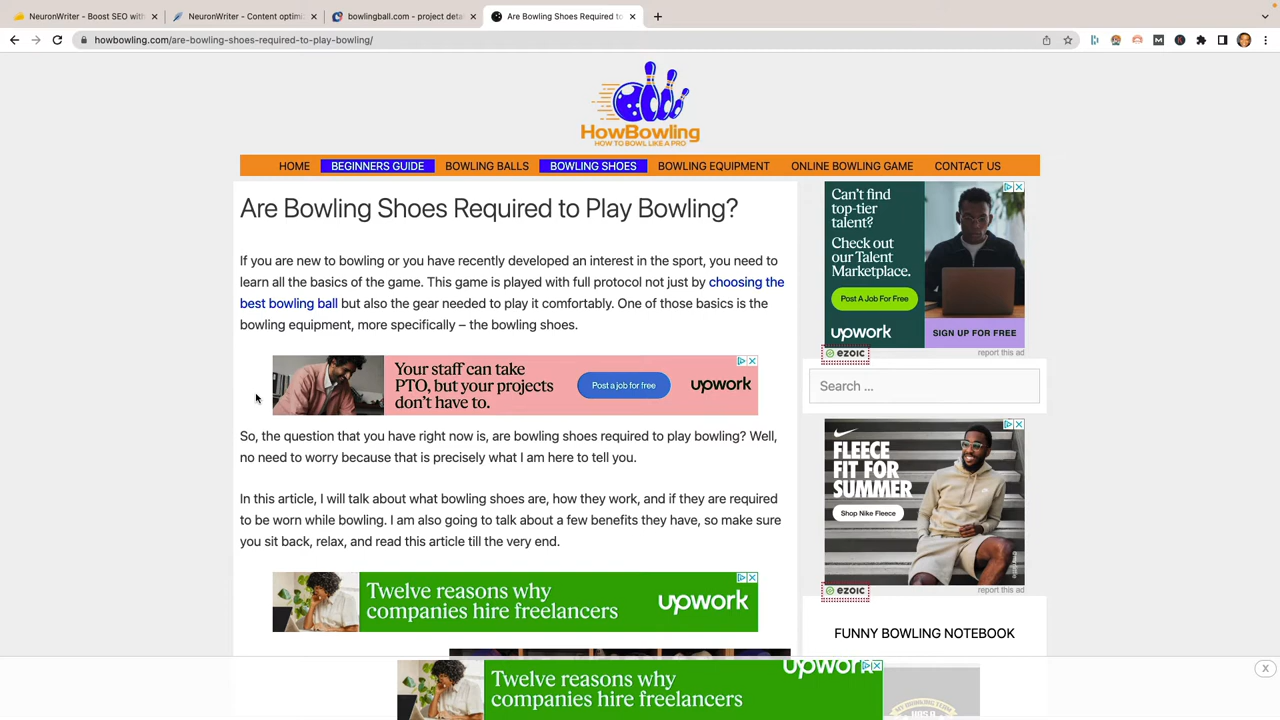 NeuronWriter - Boost SEO with
NeuronWriter - Content optimi
bowlingball.com - project deta
Are Bowling Shoes Required to
howbowling.com/are-bowling-shoes-required-to-play-bowling/
HowBowling
HOW TO BOWL LIKE A PRO
HOME BEGINNERS GUIDE BOWLING BALLS BOWLING SHOES BOWLING EQUIPMENT ONLINE BOWLING GAME CONTACT US
Are Bowling Shoes Required to Play Bowling?
If you are new to bowling or you have recently developed an interest in the sport, you need to
learn all the basics of the game. This game is played with full protocol not just by choosing the
best bowling ball but also the gear needed to play it comfortably. One of those basics is the
bowling equipment, more specifically – the bowling shoes.
Your staff can take
PTO, but your projects
don't have to.
Post a job for free
upwork
So, the question that you have right now is, are bowling shoes required to play bowling? Well,
no need to worry because that is precisely what I am here to tell you.
In this article, I will talk about what bowling shoes are, how they work, and if they are required
to be worn while bowling. I am also going to talk about a few benefits they have, so make sure
you sit back, relax, and read this article till the very end.
Twelve reasons why
companies hire freelancers
upwork
Can't find
top-tier
talent?
Check out
our Talent
Marketplace.
Post A Job For Free
upwork
SIGN UP FOR FREE
ezoic
report this ad
Search ...
FLEECE
FIT FOR
SUMMER
Shop Nike Fleece
ezoic
report this ad
FUNNY BOWLING NOTEBOOK
Twelve reasons why
companies hire freelancers
upwork
X